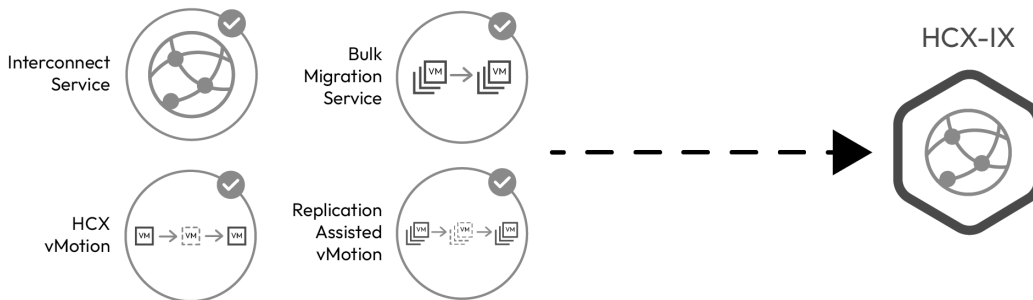 Interconnect
Service
Bulk
Migration
Service
VM
VM
HCX-IX
HCX
vMotion
VM
VM
VM
Replication
Assisted
vMotion
VM
VM
VM